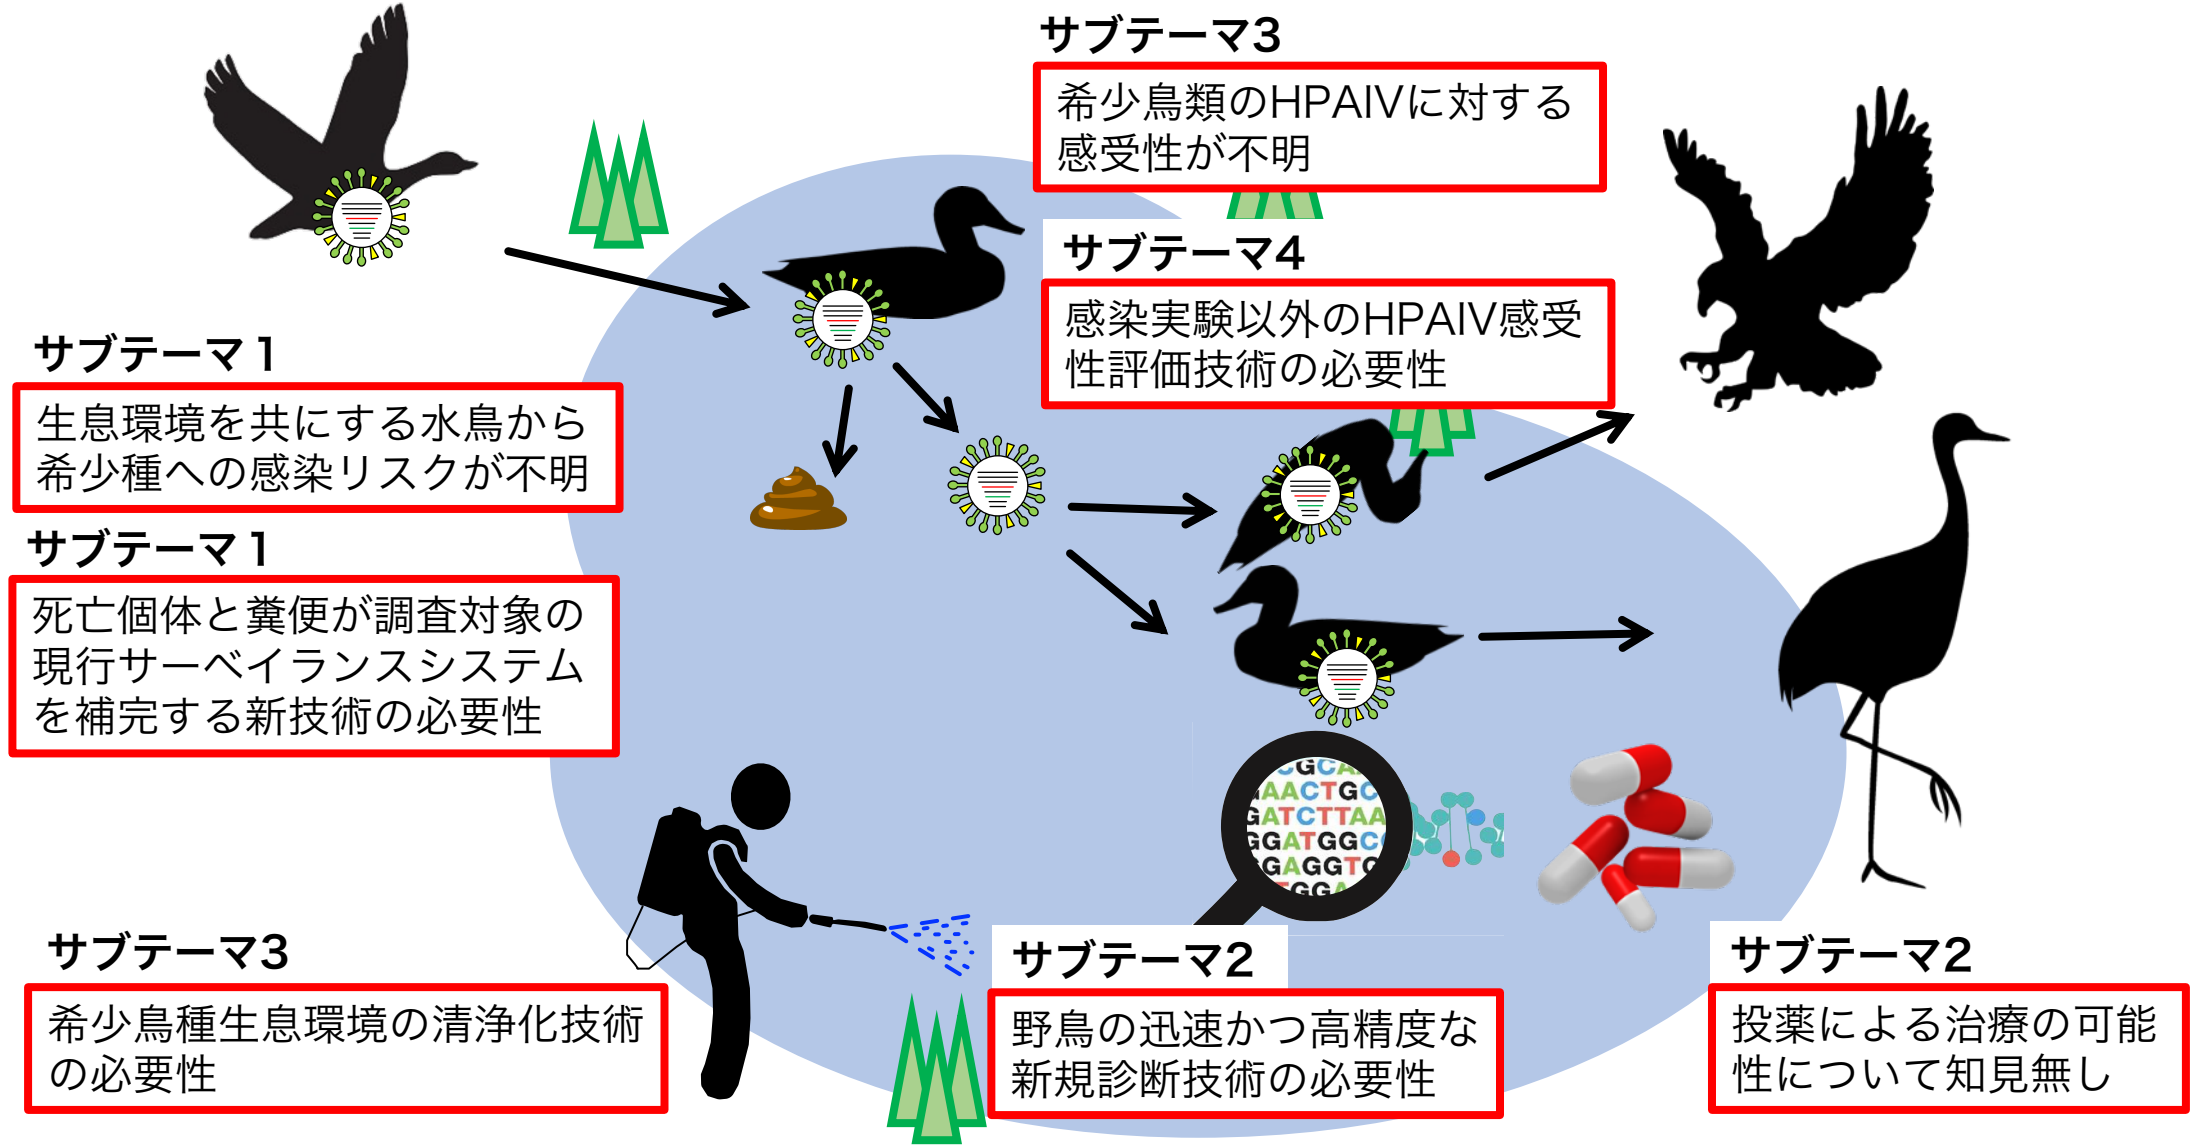 サブテーマ3
希少鳥類のHPAIVに対する
感受性が不明
サブテーマ4
感染実験以外のHPAIV感受
性評価技術の必要性
サブテーマ1
生息環境を共にする水鳥から
希少種への感染リスクが不明
サブテーマ1
死亡個体と糞便が調査対象の
現行サーベイランスシステム
を補完する新技術の必要性
GAACTGC
GATCTTAA
GGATGGC
GGAGGTC
サブテーマ3
希少鳥種生息環境の清浄化技術
の必要性
サブテーマ2
野鳥の迅速かつ高精度な
新規診断技術の必要性
サブテーマ2
投薬による治療の可能
性について知見無し